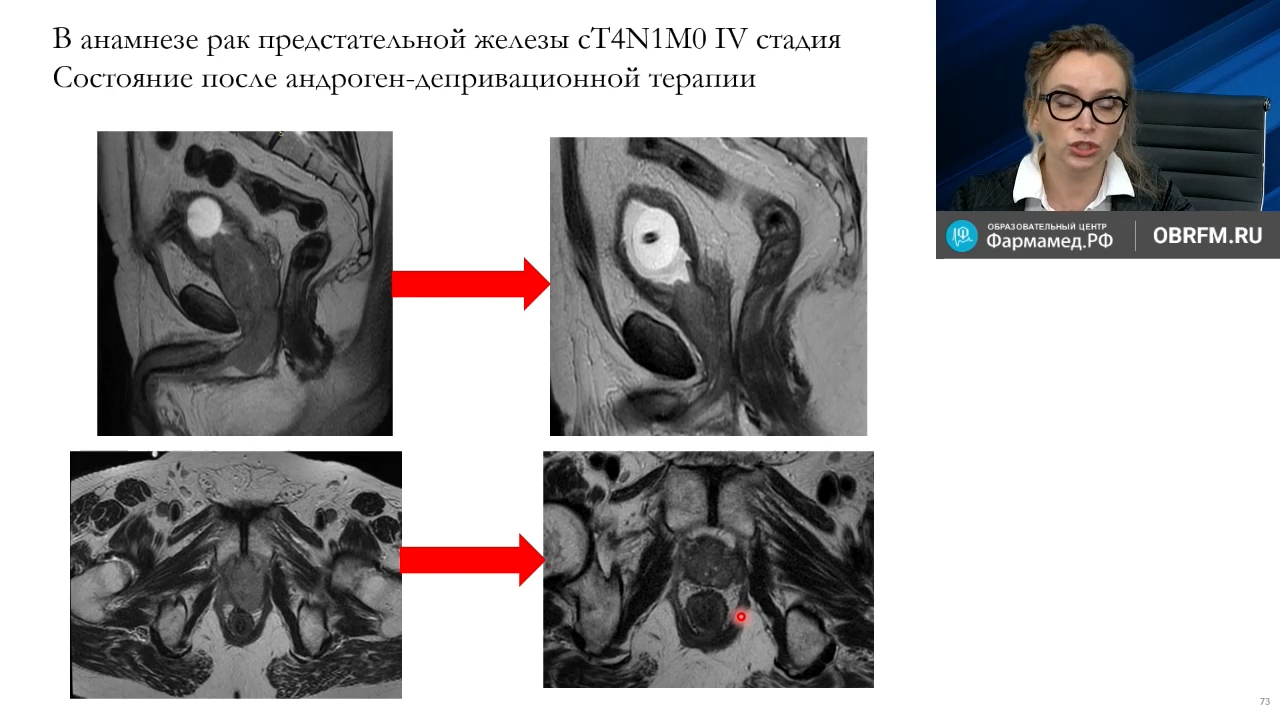 В анамнезе рак предстательной железы cT4N1M0 IV стадия
Состояние после андроген-депривационной терапии
ОБРАЗОВАТЕЛЬНЫЙ ЦЕНТР
Фармамед.РФ
OBRFM.RU
73